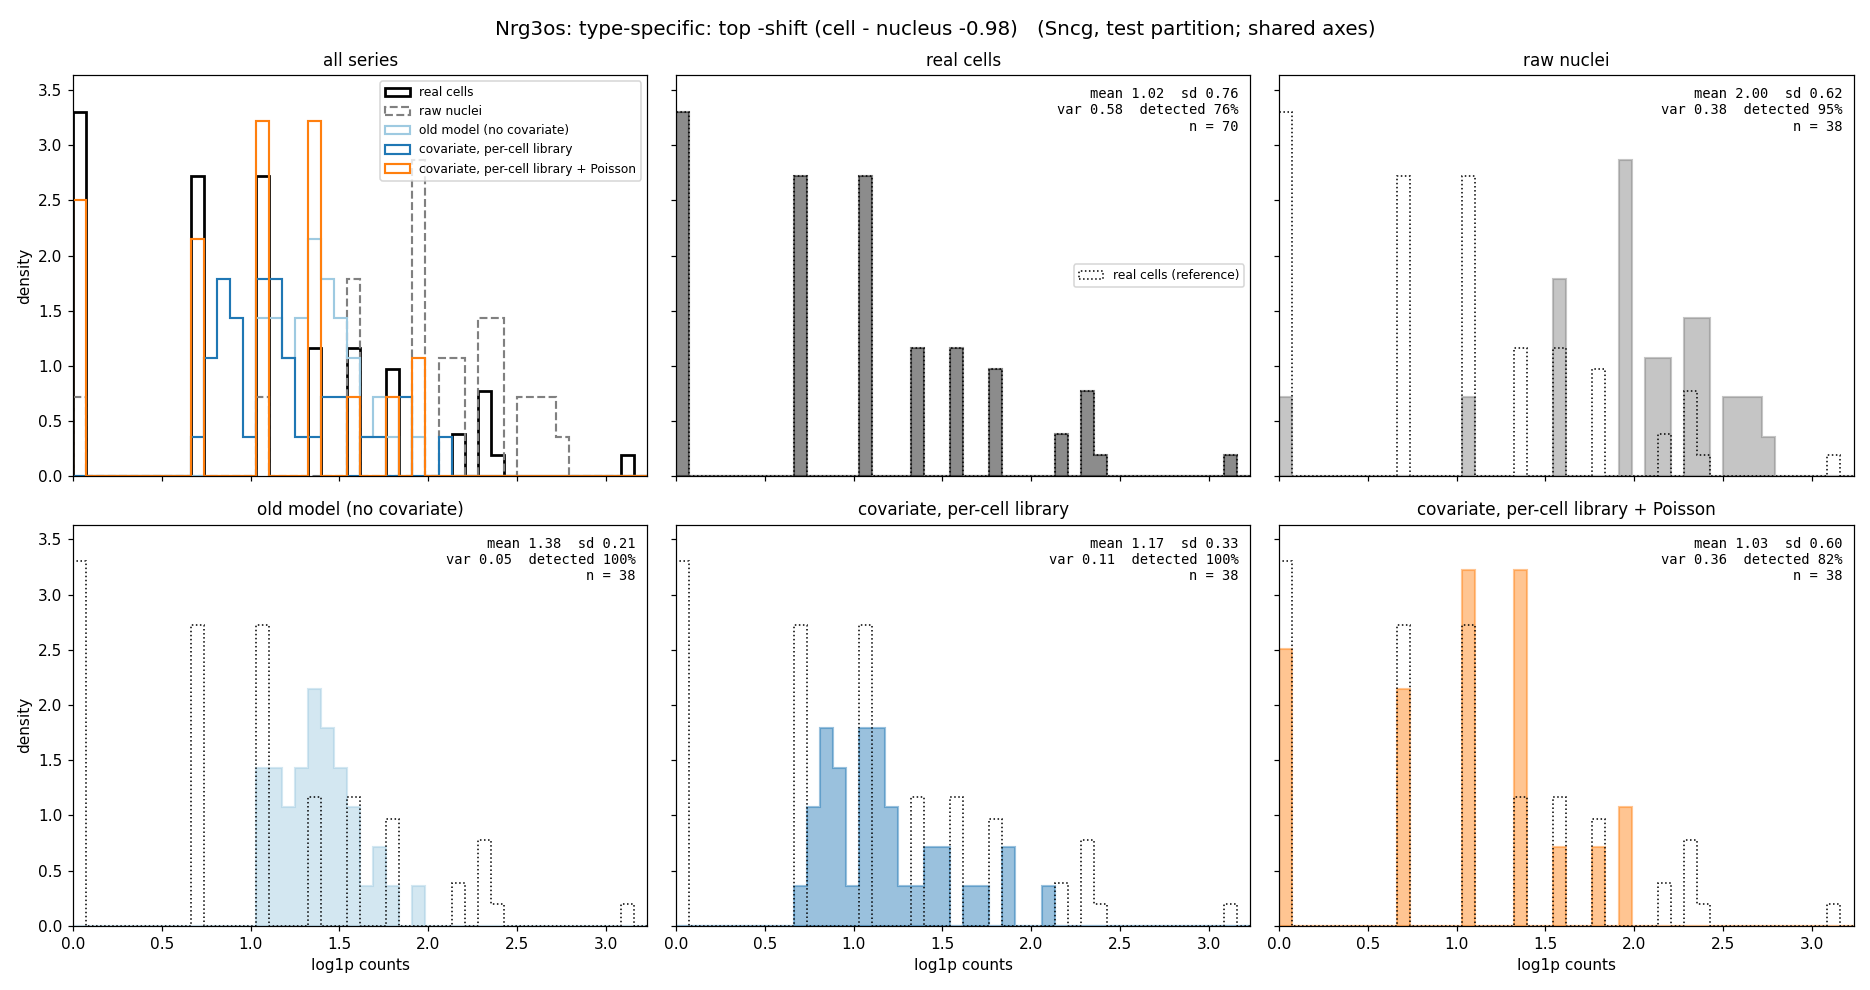 Nrg3os: type-specific: top -shift (cell - nucleus -0.98)   (Sncg, test partition; shared axes)
all series
real cells
raw nuclei
density
3.5
3.0
2.5
2.0
1.5
1.0
0.5
0.0
real cells
raw nuclei
old model (no covariate)
covariate, per-cell library
covariate, per-cell library + Poisson
mean 1.02  sd 0.76
var 0.58  detected 76%
n = 70
real cells (reference)
mean 2.00  sd 0.62
var 0.38  detected 95%
n = 38
old model (no covariate)
covariate, per-cell library
covariate, per-cell library + Poisson
density
3.5
3.0
2.5
2.0
1.5
1.0
0.5
0.0
mean 1.38  sd 0.21
var 0.05  detected 100%
n = 38
mean 1.17  sd 0.33
var 0.11  detected 100%
n = 38
mean 1.03  sd 0.60
var 0.36  detected 82%
n = 38
0.0 0.5 1.0 1.5 2.0 2.5 3.0
0.0 0.5 1.0 1.5 2.0 2.5 3.0
0.0 0.5 1.0 1.5 2.0 2.5 3.0
log1p counts
log1p counts
log1p counts